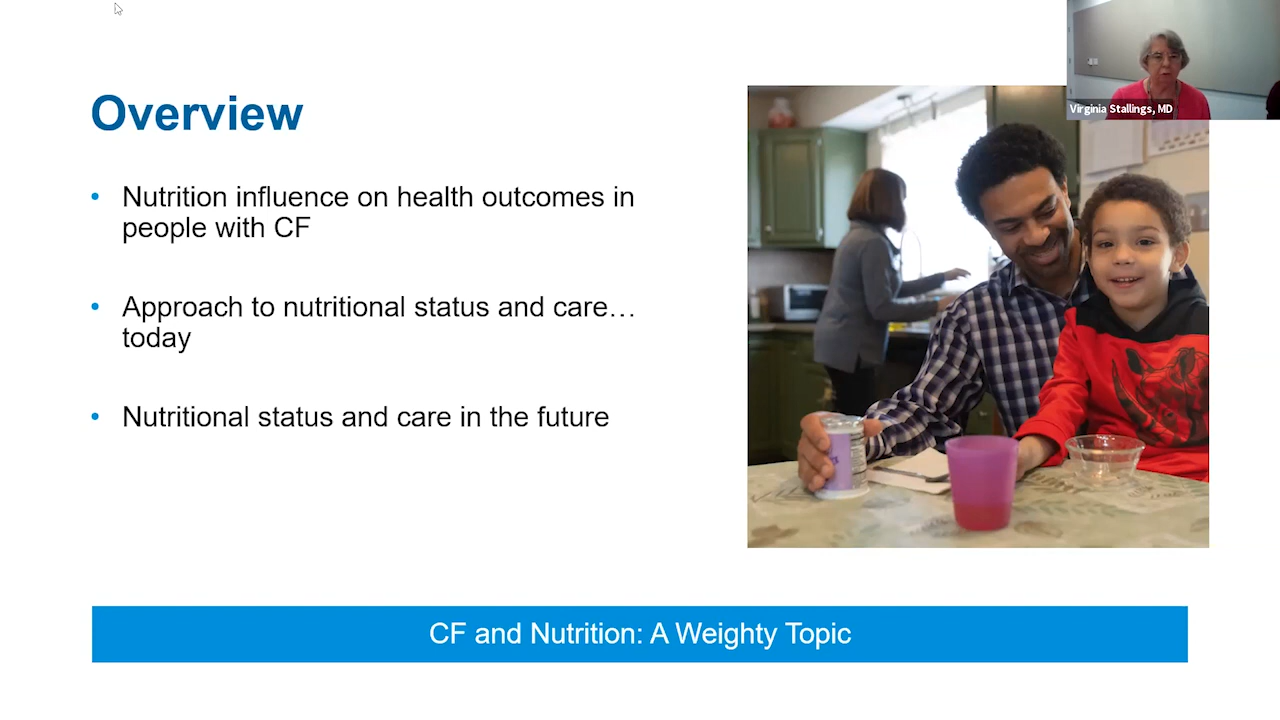 Overview
• Nutrition influence on health outcomes in
people with CF
• Approach to nutritional status and care…
today
• Nutritional status and care in the future
Virginia Stallings, MD
CF and Nutrition: A Weighty Topic